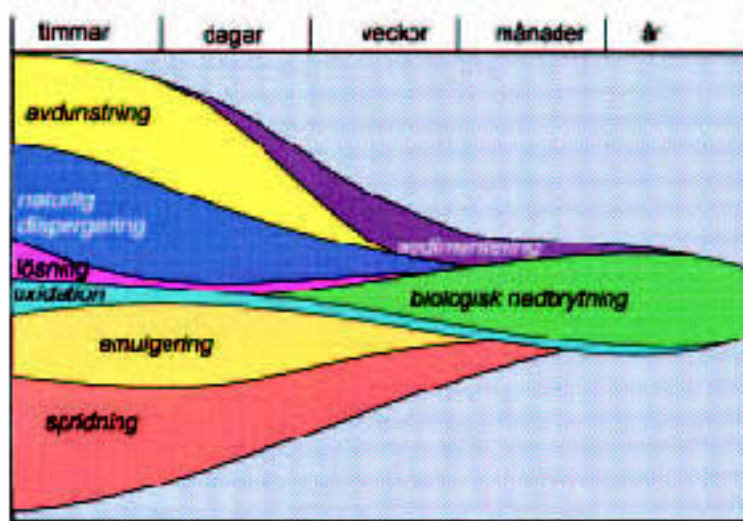 timmar dagar veckor månader år
avdunstning
naturlig
dispergering
sedimentering
lösning
oxidation
biologisk nedbrytning
emulgering
spridning